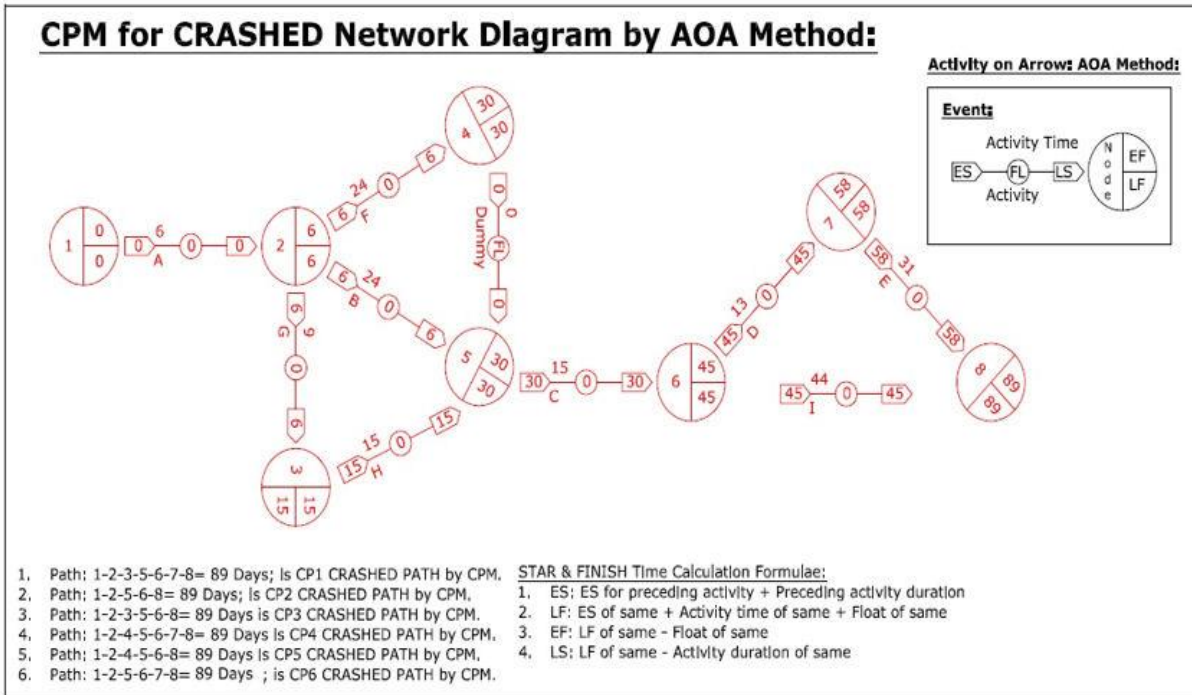 CPM for CRASHED Network Diagram by AOA Method:
Activity on Arrow: AOA Method:
Event:
Activity Time
ES FL LS
Activity
Node EF LF
1 0 0
0 6 0 0
A
2 6 6
6 24 0 6
F
4 30 30
0 0 FL 0
Dummy
6 24 0 6
B
6 9 0 6
G
3 15 15
15 15 0 15
H
5 30 30
30 15 0 30
C
6 45 45
45 13 0 45
D
7 58 58
58 31 0 58
E
45 44 0 45
I
8 89 89
1. Path: 1-2-3-5-6-7-8= 89 Days; is CP1 CRASHED PATH by CPM.
2. Path: 1-2-5-6-8= 89 Days; is CP2 CRASHED PATH by CPM.
3. Path: 1-2-3-5-6-8= 89 Days is CP3 CRASHED PATH by CPM.
4. Path: 1-2-4-5-6-7-8= 89 Days is CP4 CRASHED PATH by CPM.
5. Path: 1-2-4-5-6-8= 89 Days is CP5 CRASHED PATH by CPM.
6. Path: 1-2-5-6-7-8= 89 Days ; is CP6 CRASHED PATH by CPM.
STAR & FINISH Time Calculation Formulae:
1. ES: ES for preceding activity + Preceding activity duration
2. LF: ES of same + Activity time of same + Float of same
3. EF: LF of same - Float of same
4. LS: LF of same - Activity duration of same